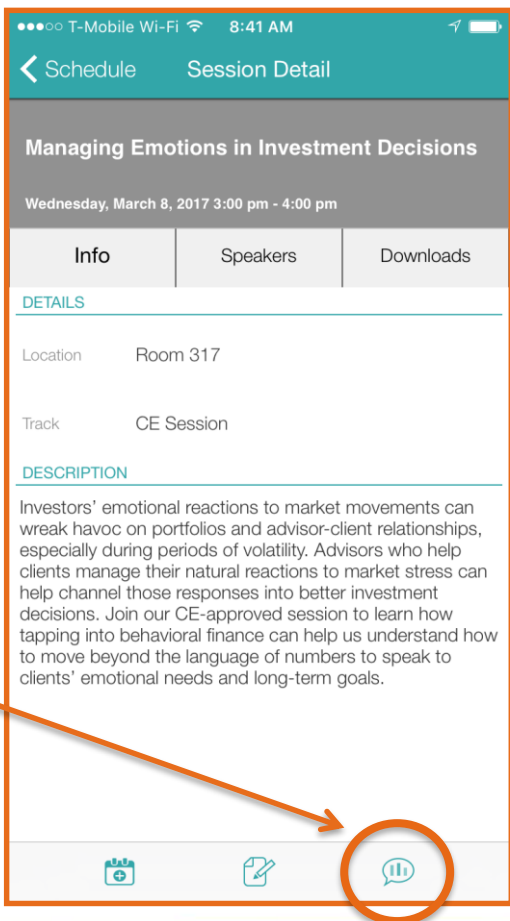 T-Mobile Wi-Fi 8:41 AM
Schedule Session Detail
Managing Emotions in Investment Decisions
Wednesday, March 8, 2017 3:00 pm - 4:00 pm
Info Speakers Downloads
DETAILS
Location Room 317
Track CE Session
DESCRIPTION
Investors’ emotional reactions to market movements can
wreak havoc on portfolios and advisor-client relationships,
especially during periods of volatility. Advisors who help
clients manage their natural reactions to market stress can
help channel those responses into better investment
decisions. Join our CE-approved session to learn how
tapping into behavioral finance can help us understand how
to move beyond the language of numbers to speak to
clients’ emotional needs and long-term goals.